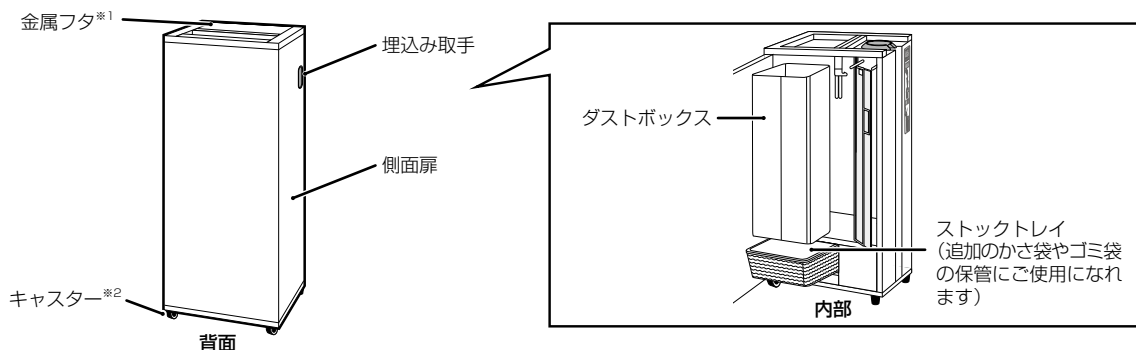 金属フタ※1
埋込み取手
側面扉
キャスター※2
背面
ダストボックス
ストックトレイ
(追加のかさ袋やゴミ袋
の保管にご使用になれ
ます)
内部